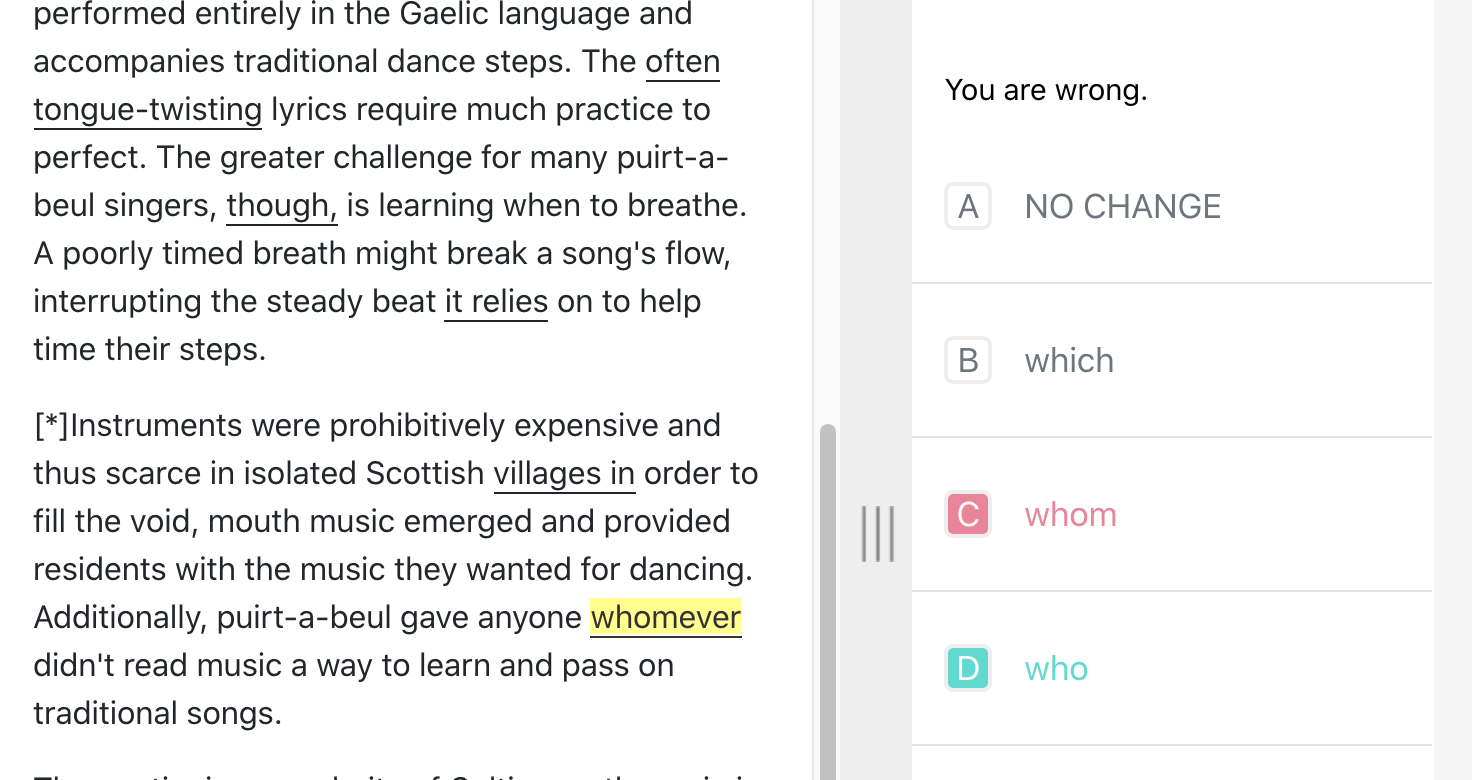 performed entirely in the Gaelic language and
accompanies traditional dance steps. The often
tongue-twisting lyrics require much practice to
perfect. The greater challenge for many puirt-a-
beul singers, though, is learning when to breathe.
A poorly timed breath might break a song's flow,
interrupting the steady beat it relies on to help
time their steps.
[*]Instruments were prohibitively expensive and
thus scarce in isolated Scottish villages in order to
fill the void, mouth music emerged and provided
residents with the music they wanted for dancing.
Additionally, puirt-a-beul gave anyone whomever
didn't read music a way to learn and pass on
traditional songs.
You are wrong.
A NO CHANGE
B which
C whom
D who